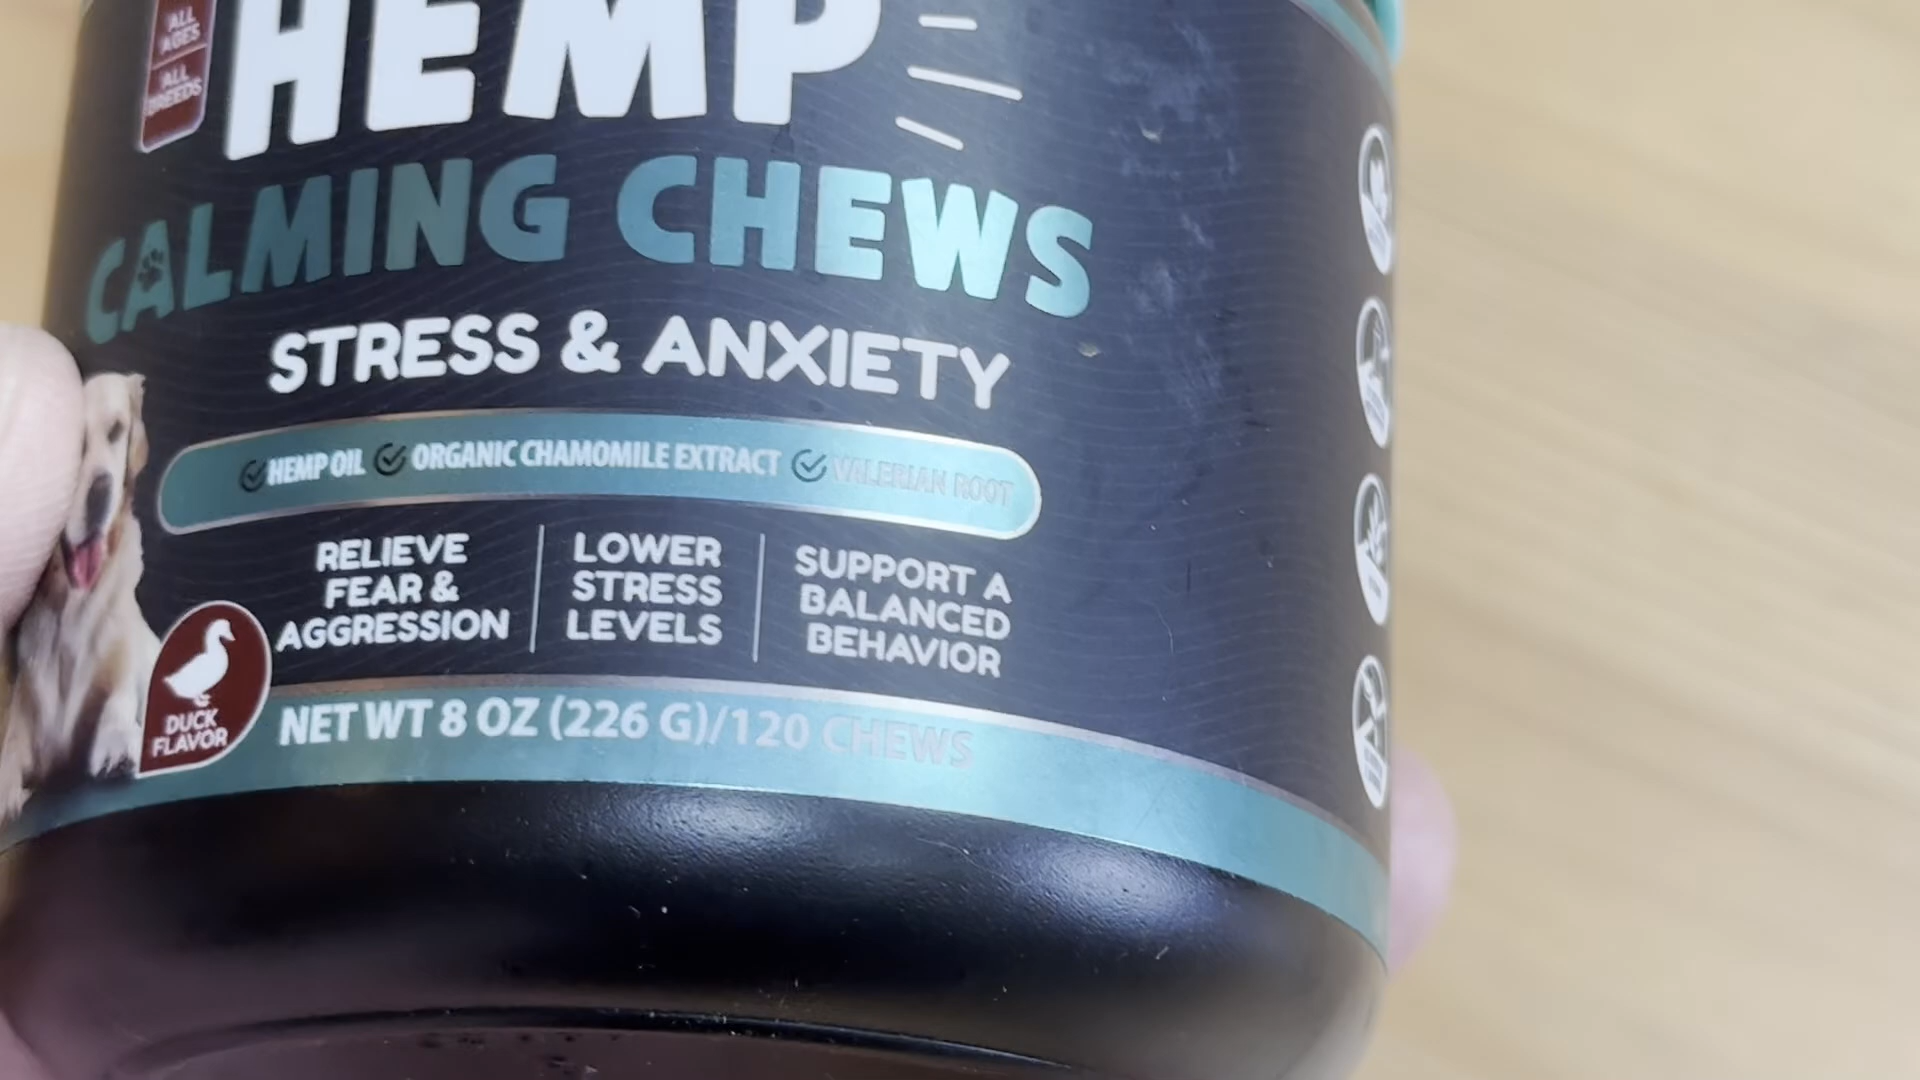 ALL
AGES
ALL
BREEDS
HEMP
CALMING CHEWS
STRESS & ANXIETY
HEMP OIL ORGANIC CHAMOMILE EXTRACT VALERIAN ROOT
RELIEVE
FEAR &
AGGRESSION
LOWER
STRESS
LEVELS
SUPPORT A
BALANCED
BEHAVIOR
DUCK
FLAVOR
NET WT 8 OZ (226 G)/120 CHEWS